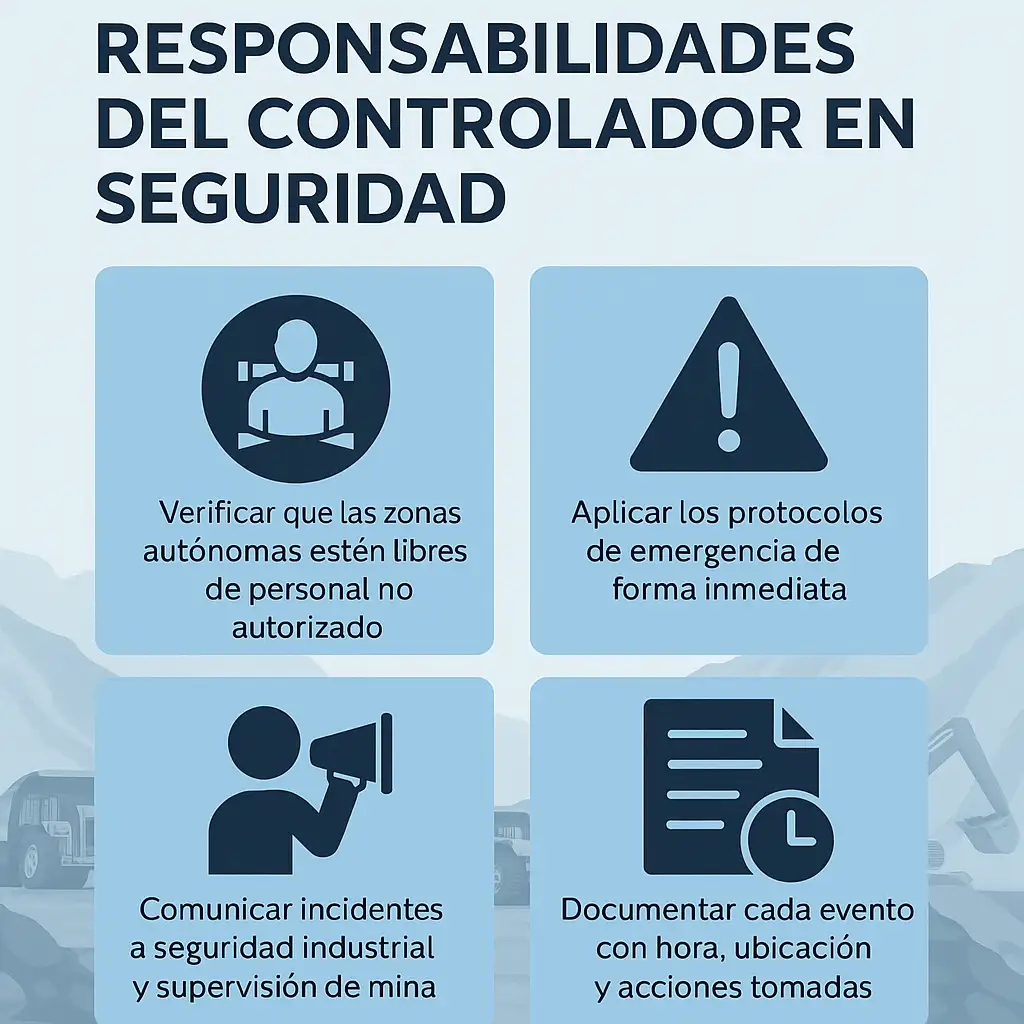 RESPONSABILIDADES
DEL CONTROLADOR EN
SEGURIDAD
Verificar que las zonas
autónomas estén libres
de personal no
autorizado
Aplicar los protocolos
de emergencia de
forma inmediata
Comunicar incidentes
a seguridad industrial
y supervisión de mina
Documentar cada evento
con hora, ubicación
y acciones tomadas